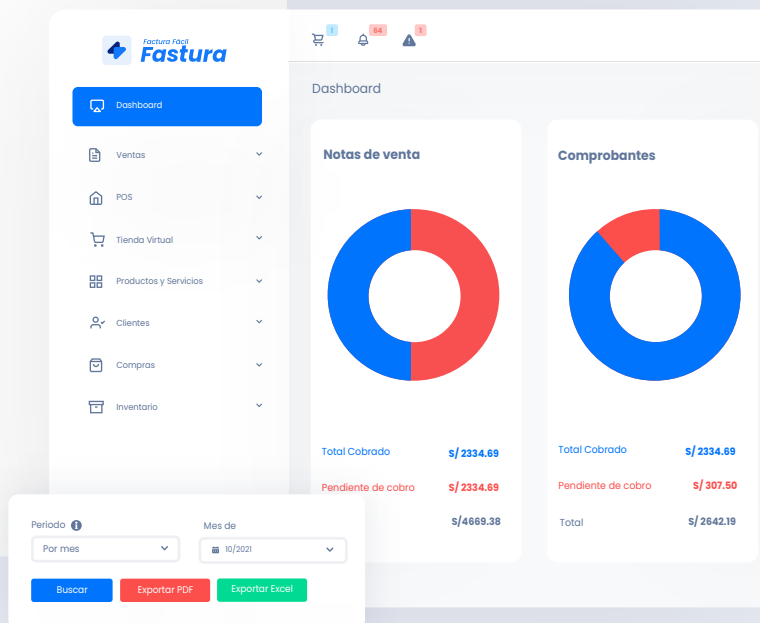 Factura Fácil
Fastura
1
64
1
Dashboard
Ventas
POS
Tienda Virtual
Productos y Servicios
Clientes
Compras
Inventario
Dashboard
Notas de venta
Total Cobrado S/ 2334.69
Pendiente de cobro S/ 2334.69
S/4669.38
Comprobantes
Total Cobrado S/ 2334.69
Pendiente de cobro S/ 307.50
Total S/ 2642.19
Periodo
Mes de
Por mes
10/2021
Buscar
Exportar PDF
Exportar Excel